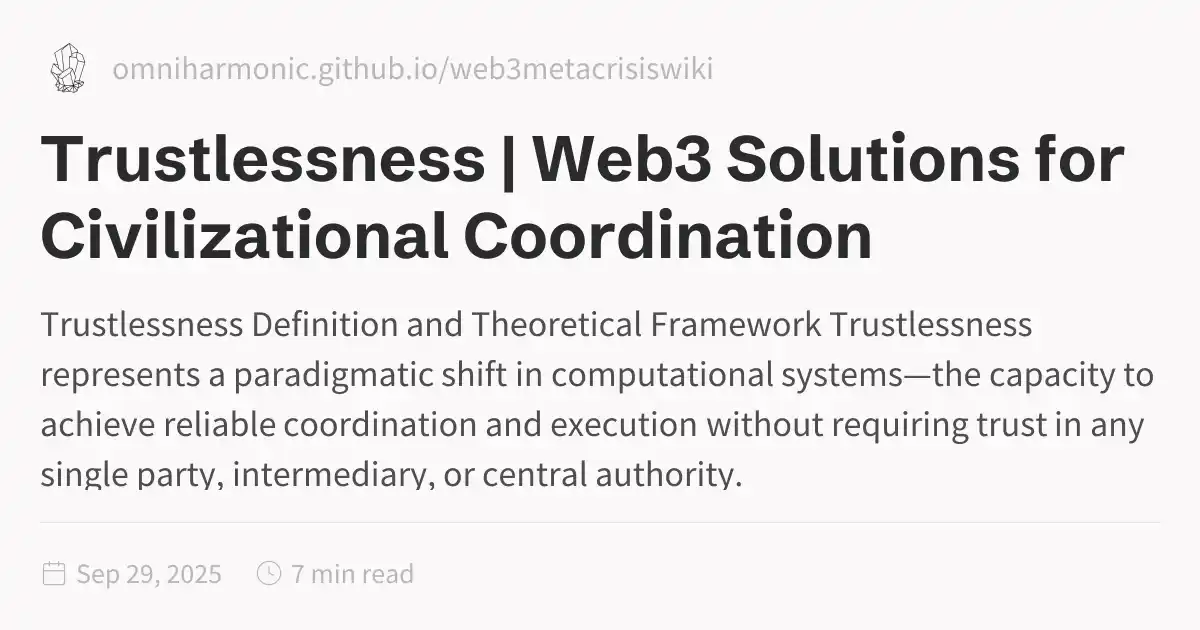 omniharmonic.github.io/web3metacrisiswiki
Trustlessness | Web3 Solutions for
Civilizational Coordination
Trustlessness Definition and Theoretical Framework Trustlessness
represents a paradigmatic shift in computational systems—the capacity to
achieve reliable coordination and execution without requiring trust in any
single party, intermediary, or central authority.
Sep 29, 2025 7 min read